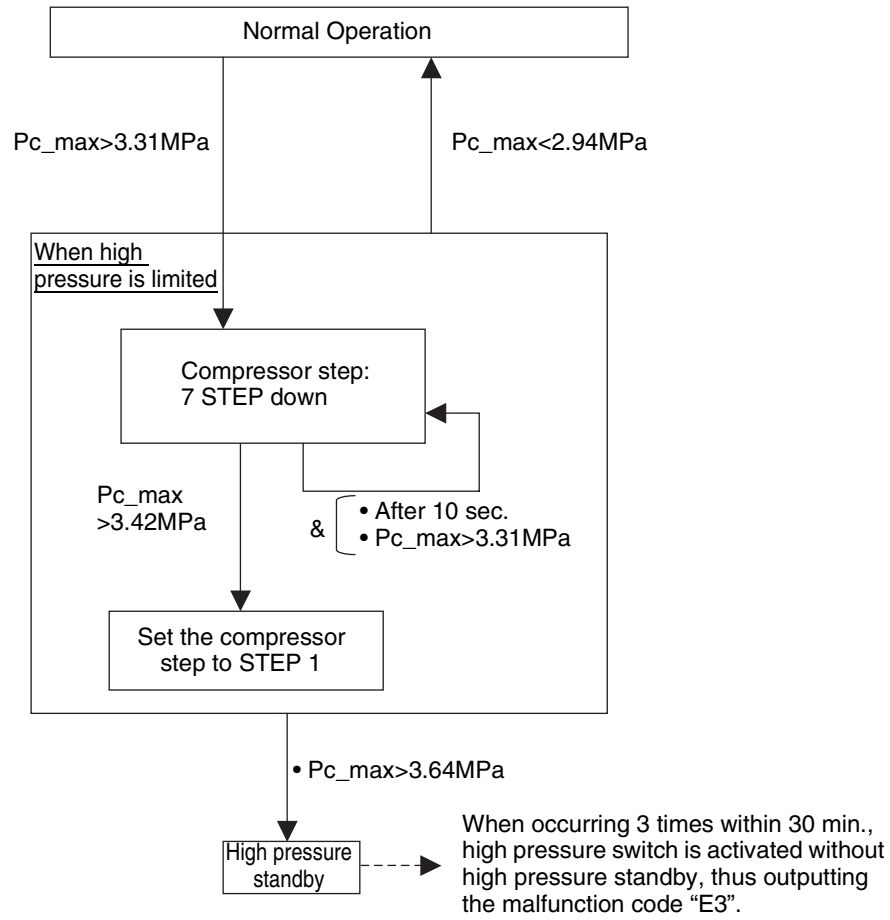 Normal Operation
Pc_max>3.31MPa
Pc_max<2.94MPa
When high
pressure is limited
Compressor step:
7 STEP down
Pc_max
>3.42MPa
&
• After 10 sec.
• Pc_max>3.31MPa
Set the compressor
step to STEP 1
• Pc_max>3.64MPa
High pressure
standby
When occurring 3 times within 30 min.,
high pressure switch is activated without
high pressure standby, thus outputting
the malfunction code “E3”.